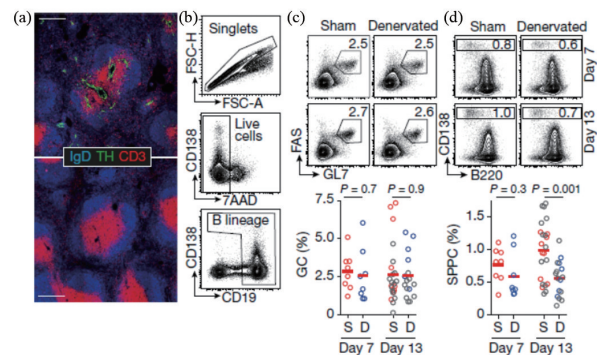 (a)
IgD TH CD3
(b)
Singlets
FSC-H
FSC-A
Live
cells
CD138
7AAD
B lineage
CD138
CD19
(c)
Sham Denervated
2.5 2.5
2.7 2.6
FAS
GL7
P = 0.7 P = 0.9
GC (%)
7.5
5.0
2.5
0
S D S D
Day 7 Day 13
(d)
Sham Denervated
0.8 0.6
Day 7
1.0 0.7
Day 13
CD138
B220
P = 0.3 P = 0.001
SPPC (%)
1.5
1.0
0.5
0
S D S D
Day 7 Day 13